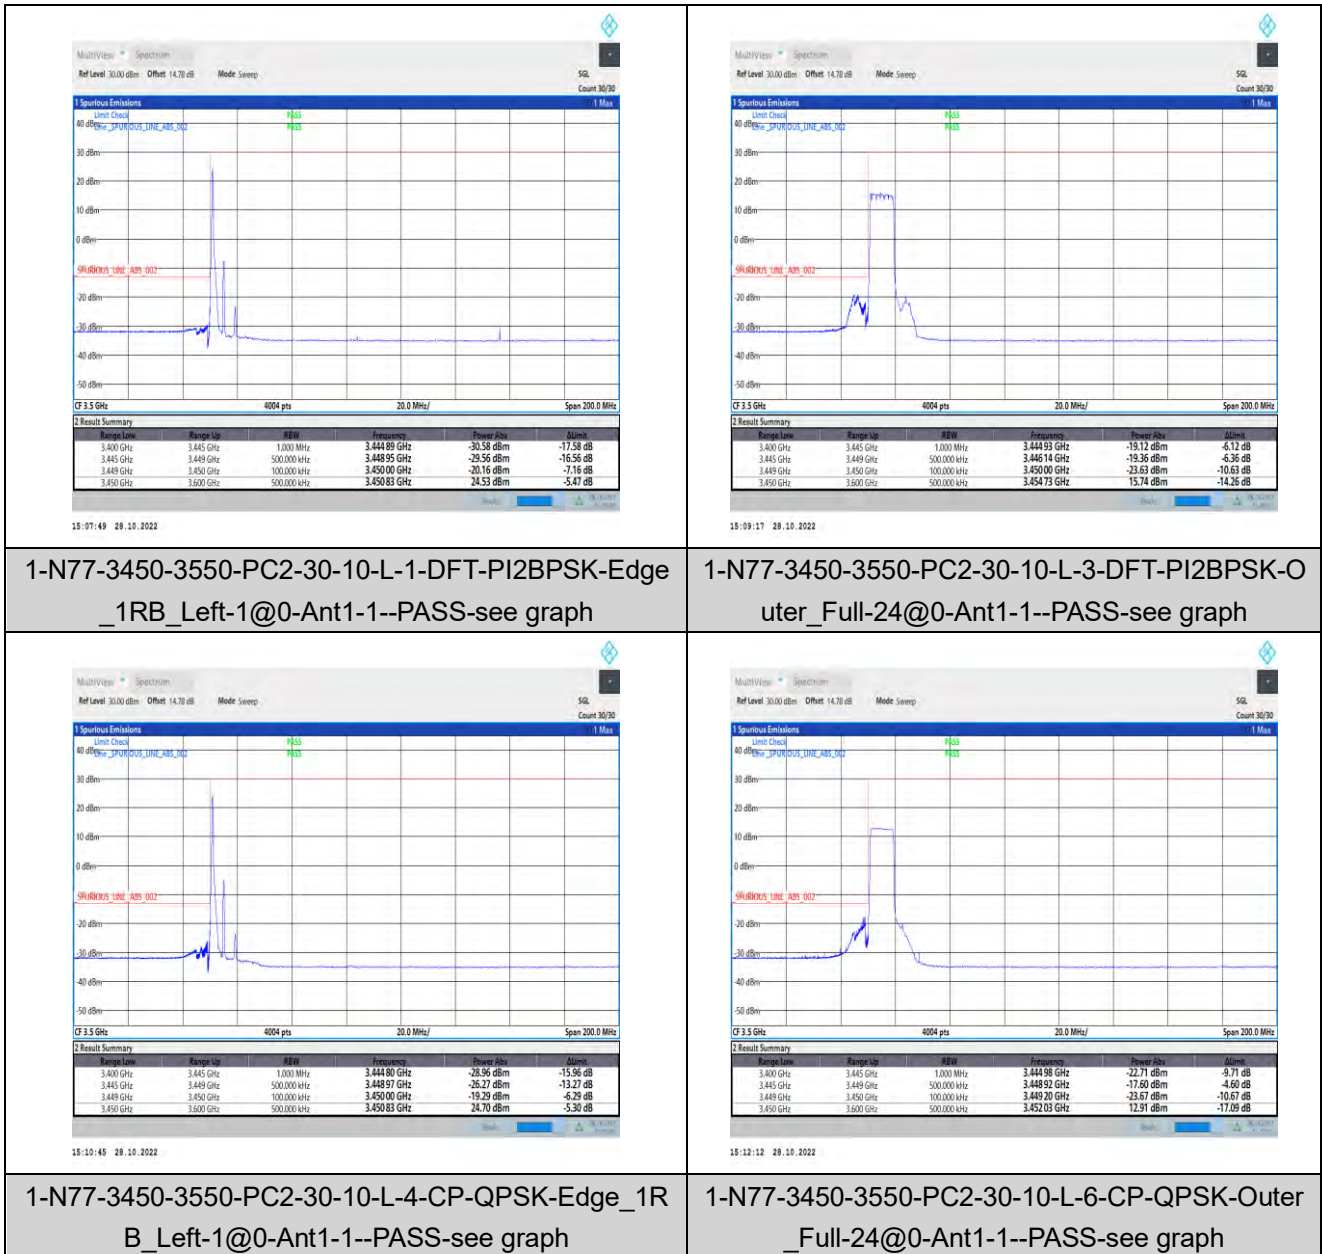 MultiView Spectrum
Ref Level 30.00 dBm Offset 14.78 dB Mode Sweep SGL
Count 30/30
1 Spurious Emissions 1 Max
Limit Check PASS
40 dBm Line _SPURIOUS_LINE_ABS_002 PASS
30 dBm
20 dBm
10 dBm
0 dBm
_SPURIOUS_LINE_ABS_002
-20 dBm
-30 dBm
-40 dBm
-50 dBm
CF 3.5 GHz 4004 pts 20.0 MHz/ Span 200.0 MHz
2 Result Summary
Range Low Range Up RBW Frequency Power Abs ΔLimit
3.400 GHz 3.445 GHz 1.000 MHz 3.444 89 GHz -30.58 dBm -17.58 dB
3.445 GHz 3.449 GHz 500.000 kHz 3.448 95 GHz -29.56 dBm -16.56 dB
3.449 GHz 3.450 GHz 100.000 kHz 3.450 00 GHz -20.16 dBm -7.16 dB
3.450 GHz 3.600 GHz 500.000 kHz 3.450 83 GHz 24.53 dBm -5.47 dB
15:07:49 28.10.2022
1-N77-3450-3550-PC2-30-10-L-1-DFT-PI2BPSK-Edge
_1RB_Left-1@0-Ant1-1--PASS-see graph
MultiView Spectrum
Ref Level 30.00 dBm Offset 14.78 dB Mode Sweep SGL
Count 30/30
1 Spurious Emissions 1 Max
Limit Check PASS
40 dBm Line _SPURIOUS_LINE_ABS_002 PASS
30 dBm
20 dBm
10 dBm
0 dBm
_SPURIOUS_LINE_ABS_002
-20 dBm
-30 dBm
-40 dBm
-50 dBm
CF 3.5 GHz 4004 pts 20.0 MHz/ Span 200.0 MHz
2 Result Summary
Range Low Range Up RBW Frequency Power Abs ΔLimit
3.400 GHz 3.445 GHz 1.000 MHz 3.444 93 GHz -19.12 dBm -6.12 dB
3.445 GHz 3.449 GHz 500.000 kHz 3.446 14 GHz -19.36 dBm -6.36 dB
3.449 GHz 3.450 GHz 100.000 kHz 3.450 00 GHz -23.63 dBm -10.63 dB
3.450 GHz 3.600 GHz 500.000 kHz 3.454 73 GHz 15.74 dBm -14.26 dB
15:09:17 28.10.2022
1-N77-3450-3550-PC2-30-10-L-3-DFT-PI2BPSK-O
uter_Full-24@0-Ant1-1--PASS-see graph
MultiView Spectrum
Ref Level 30.00 dBm Offset 14.78 dB Mode Sweep SGL
Count 30/30
1 Spurious Emissions 1 Max
Limit Check PASS
40 dBm Line _SPURIOUS_LINE_ABS_002 PASS
30 dBm
20 dBm
10 dBm
0 dBm
_SPURIOUS_LINE_ABS_002
-20 dBm
-30 dBm
-40 dBm
-50 dBm
CF 3.5 GHz 4004 pts 20.0 MHz/ Span 200.0 MHz
2 Result Summary
Range Low Range Up RBW Frequency Power Abs ΔLimit
3.400 GHz 3.445 GHz 1.000 MHz 3.444 80 GHz -28.96 dBm -15.96 dB
3.445 GHz 3.449 GHz 500.000 kHz 3.448 97 GHz -26.27 dBm -13.27 dB
3.449 GHz 3.450 GHz 100.000 kHz 3.450 00 GHz -19.29 dBm -6.29 dB
3.450 GHz 3.600 GHz 500.000 kHz 3.450 83 GHz 24.70 dBm -5.30 dB
15:10:45 28.10.2022
1-N77-3450-3550-PC2-30-10-L-4-CP-QPSK-Edge_1R
B_Left-1@0-Ant1-1--PASS-see graph
MultiView Spectrum
Ref Level 30.00 dBm Offset 14.78 dB Mode Sweep SGL
Count 30/30
1 Spurious Emissions 1 Max
Limit Check PASS
40 dBm Line _SPURIOUS_LINE_ABS_002 PASS
30 dBm
20 dBm
10 dBm
0 dBm
_SPURIOUS_LINE_ABS_002
-20 dBm
-30 dBm
-40 dBm
-50 dBm
CF 3.5 GHz 4004 pts 20.0 MHz/ Span 200.0 MHz
2 Result Summary
Range Low Range Up RBW Frequency Power Abs ΔLimit
3.400 GHz 3.445 GHz 1.000 MHz 3.444 98 GHz -22.71 dBm -9.71 dB
3.445 GHz 3.449 GHz 500.000 kHz 3.448 92 GHz -17.60 dBm -4.60 dB
3.449 GHz 3.450 GHz 100.000 kHz 3.449 20 GHz -23.67 dBm -10.67 dB
3.450 GHz 3.600 GHz 500.000 kHz 3.452 03 GHz 12.91 dBm -17.09 dB
15:12:12 28.10.2022
1-N77-3450-3550-PC2-30-10-L-6-CP-QPSK-Outer
_Full-24@0-Ant1-1--PASS-see graph